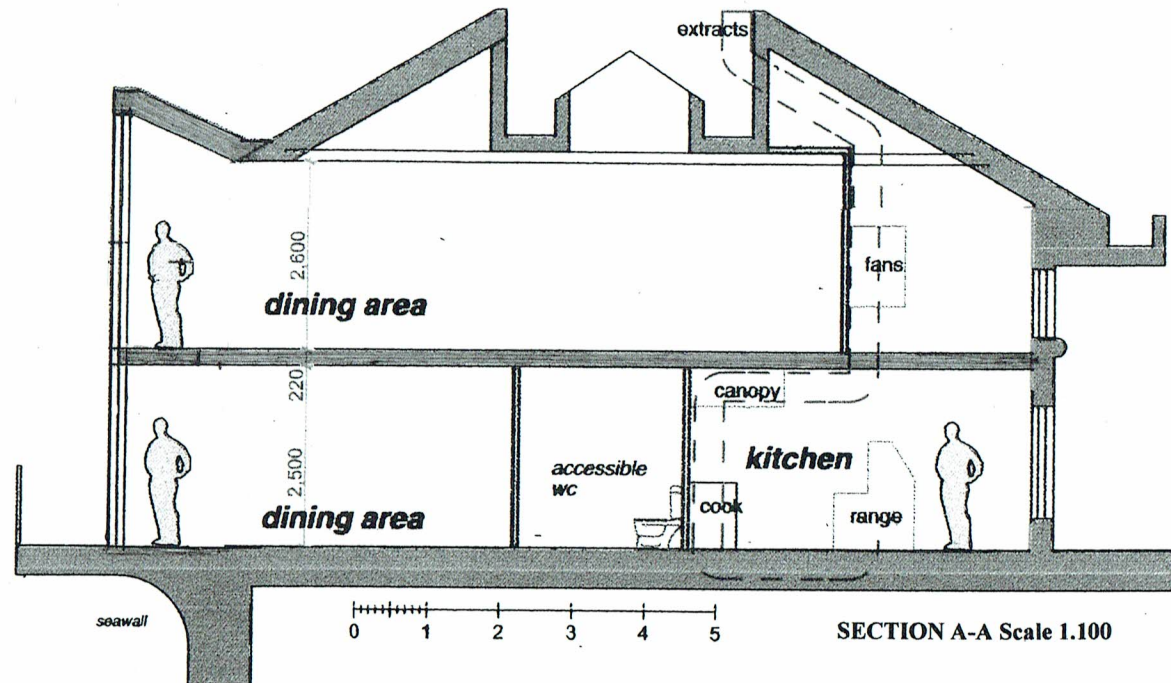 extracts
2,600
fans
dining area
220
canopy
2,500
accessible
wc
kitchen
dining area
cook
range
seawall
0 1 2 3 4 5
SECTION A-A Scale 1.100